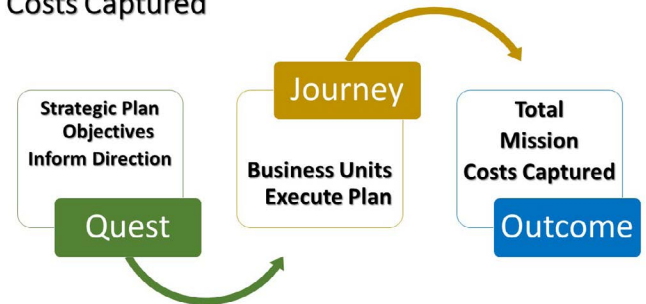 Costs Captured
Strategic Plan
Objectives
Inform Direction
Quest
Journey
Business Units
Execute Plan
Total
Mission
Costs Captured
Outcome